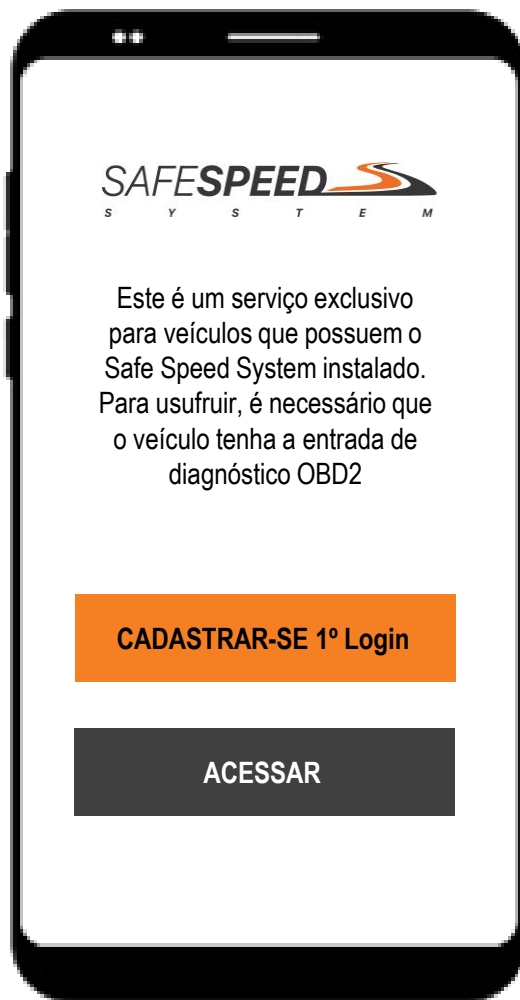 SAFESPEED
SYSTEM
Este é um serviço exclusivo
para veículos que possuem o
Safe Speed System instalado.
Para usufruir, é necessário que
o veículo tenha a entrada de
diagnóstico OBD2
CADASTRAR-SE 1º Login
ACESSAR